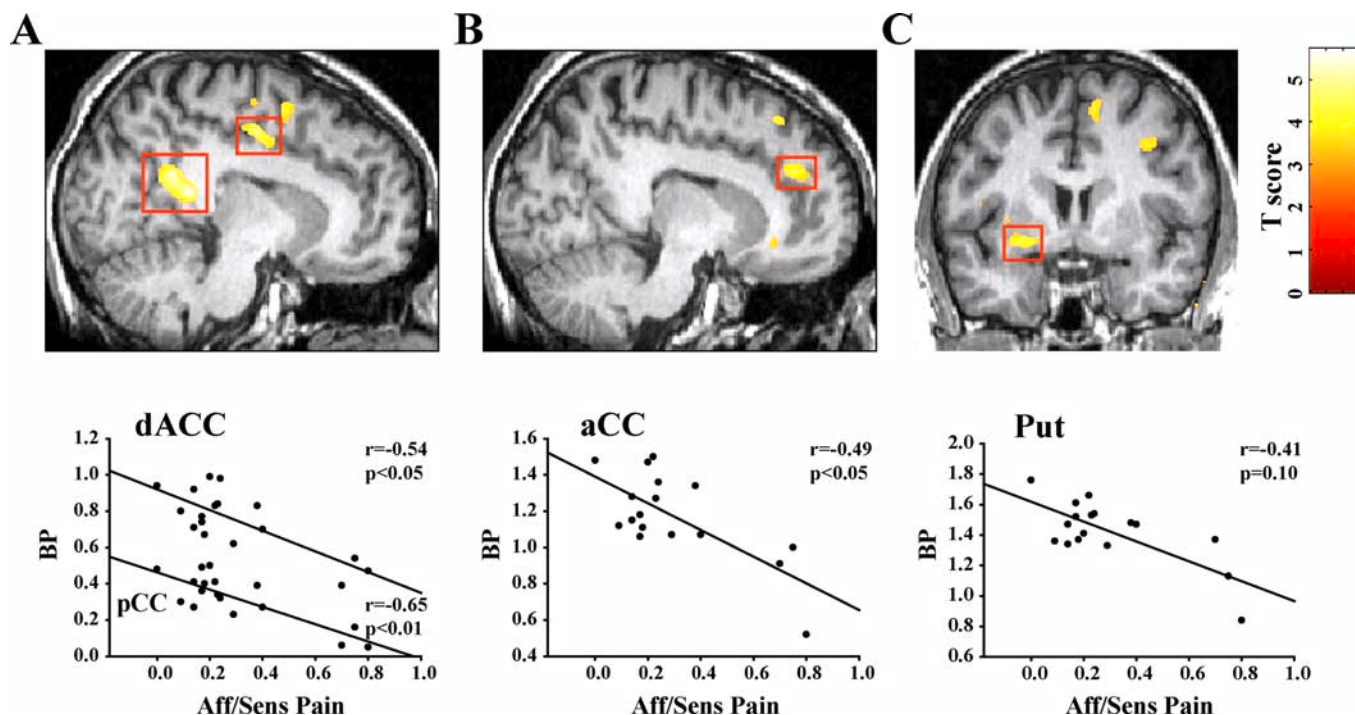 A
B
C
5
4
3
2
1
0
T score
dACC
r=-0.54
p<0.05
1.2
1.0
0.8
0.6
0.4
0.2
0.0
BP
pCC
r=-0.65
p<0.01
0.0 0.2 0.4 0.6 0.8 1.0
Aff/Sens Pain
aCC
r=-0.49
p<0.05
1.6
1.4
1.2
1.0
0.8
0.6
0.4
BP
0.0 0.2 0.4 0.6 0.8 1.0
Aff/Sens Pain
Put
r=-0.41
p=0.10
2.0
1.8
1.6
1.4
1.2
1.0
0.8
0.6
BP
0.0 0.2 0.4 0.6 0.8 1.0
Aff/Sens Pain